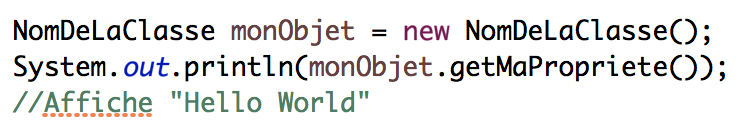 NomDeLaClasse monObjet = new NomDeLaClasse();
System.out.println(monObjet.getMaPropriete());
//Affiche "Hello World"